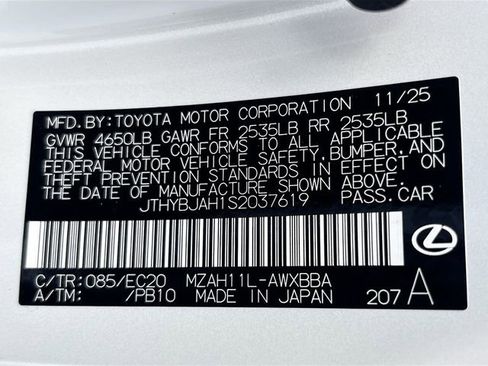 MFD.BY:TOYOTA MOTOR CORPORATION 11/25
GVWR 4650LB GAWR FR 2535LB RR 2535LB
THIS VEHICLE CONFORMS TO ALL APPLICABLE
FEDERAL MOTOR VEHICLE SAFETY,BUMPER,AND
THEFT PREVENTION STANDARDS IN EFFECT ON
THE DATE OF MANUFACTURE SHOWN ABOVE.
JTHYBJAH1S2037619 PASS.CAR
C/TR:085/EC20 MZAH11L-AWXBBA
A/TM: /PB10 MADE IN JAPAN 207 A